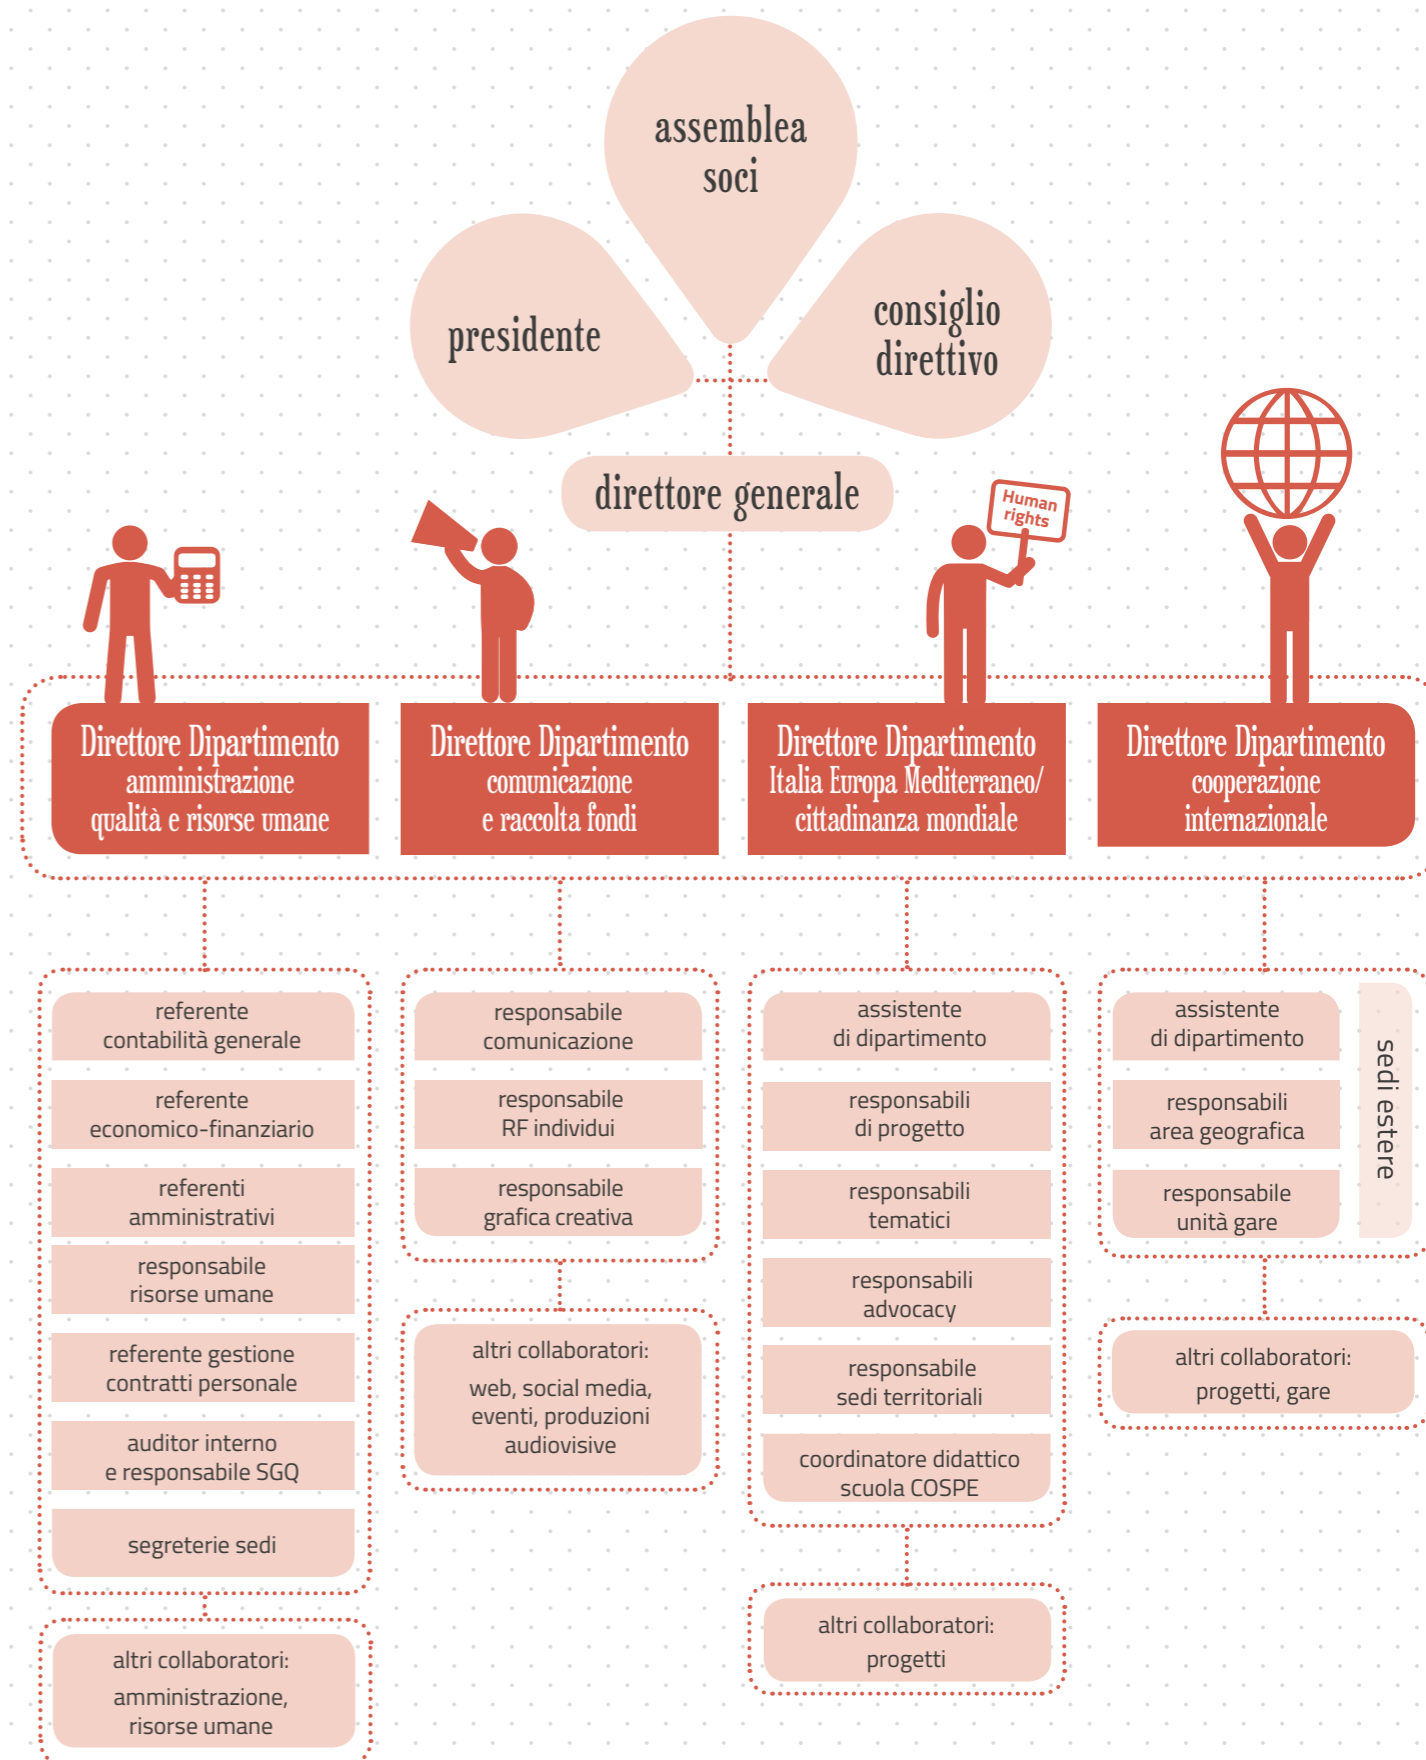 assemblea
soci
presidente
consiglio
direttivo
direttore generale
Human
rights
Direttore Dipartimento
amministrazione
qualità e risorse umane
Direttore Dipartimento
comunicazione
e raccolta fondi
Direttore Dipartimento
Italia Europa Mediterraneo/
cittadinanza mondiale
Direttore Dipartimento
cooperazione
internazionale
referente
contabilità generale
referente
economico-finanziario
referenti
amministrativi
responsabile
risorse umane
referente gestione
contratti personale
auditor interno
e responsabile SGQ
segreterie sedi
altri collaboratori:
amministrazione,
risorse umane
responsabile
comunicazione
responsabile
RF individui
responsabile
grafica creativa
altri collaboratori:
web, social media,
eventi, produzioni
audiovisive
assistente
di dipartimento
responsabili
di progetto
responsabili
tematici
responsabili
advocacy
responsabile
sedi territoriali
coordinatore didattico
scuola COSPE
altri collaboratori:
progetti
assistente
di dipartimento
responsabili
area geografica
responsabile
unità gare
sedi estere
altri collaboratori:
progetti, gare